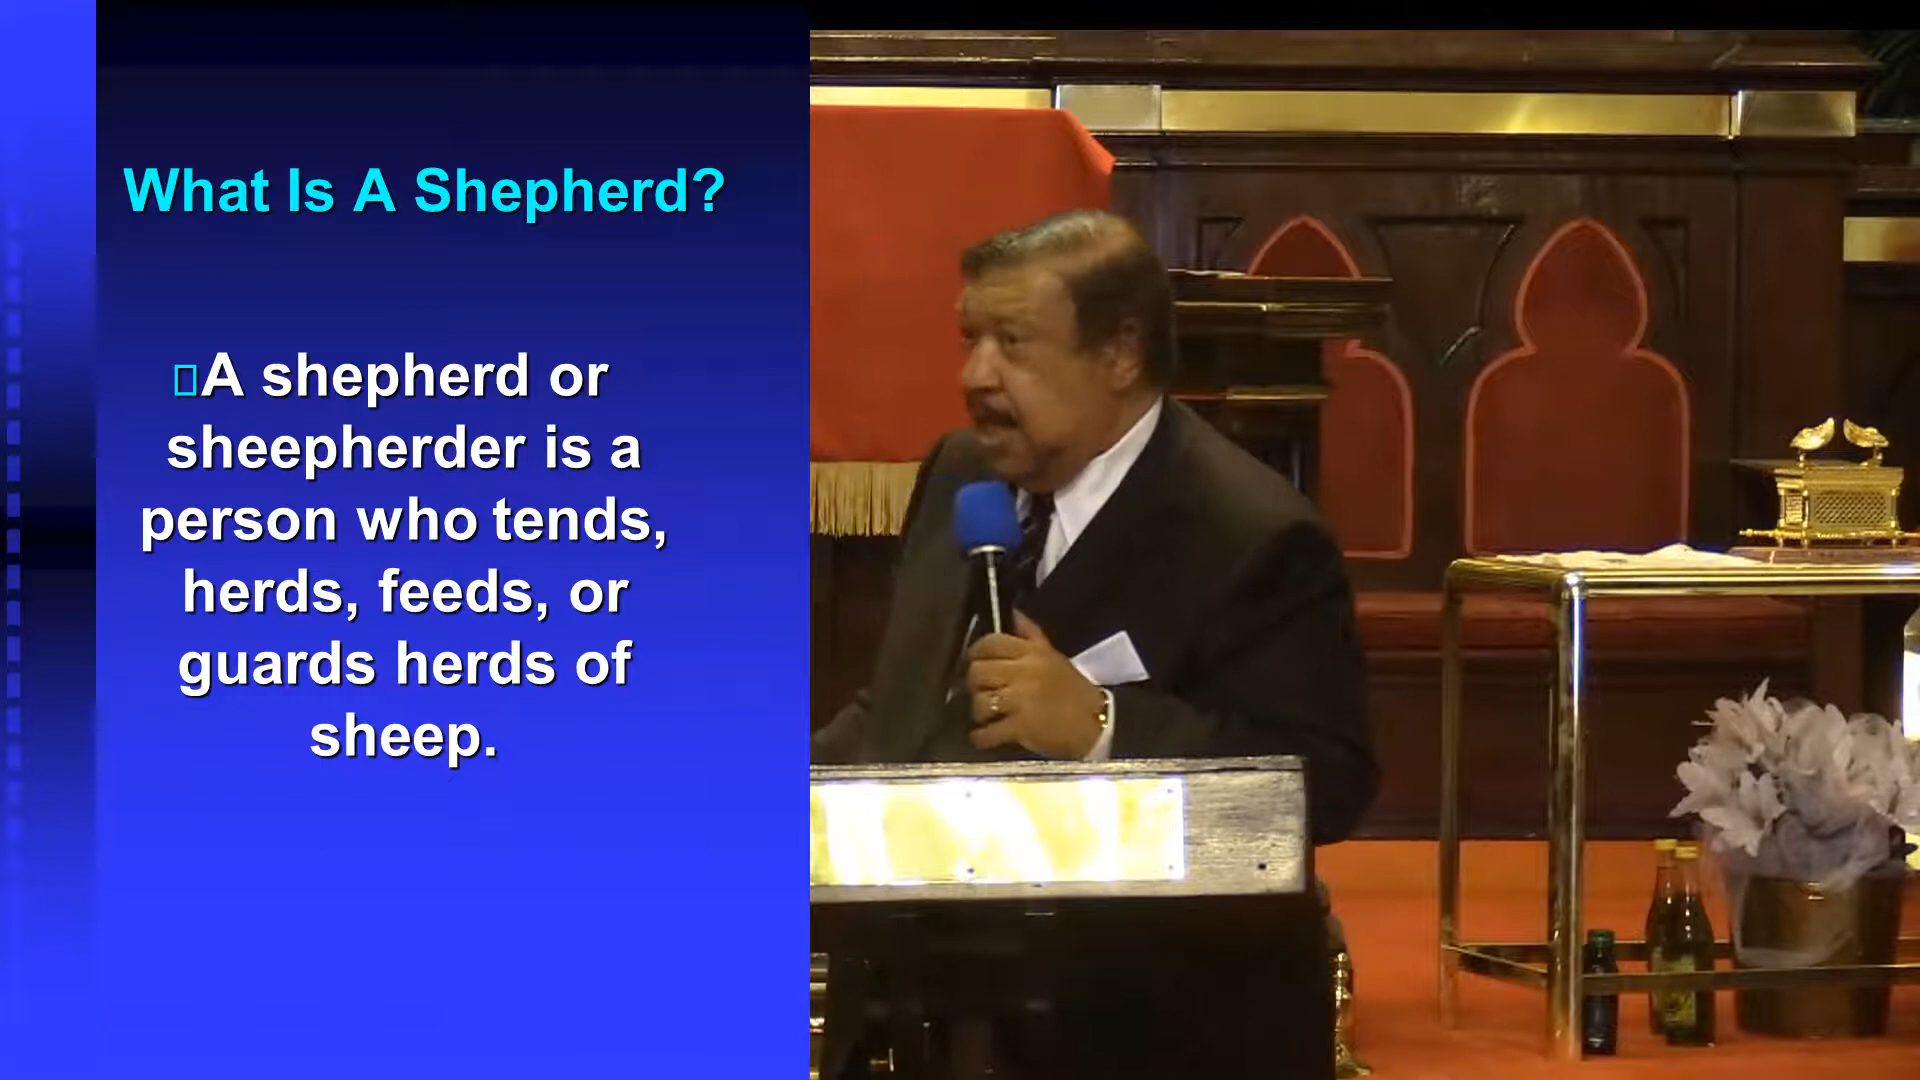 What Is A Shepherd?
A shepherd or
sheepherder is a
person who tends,
herds, feeds, or
guards herds of
sheep.